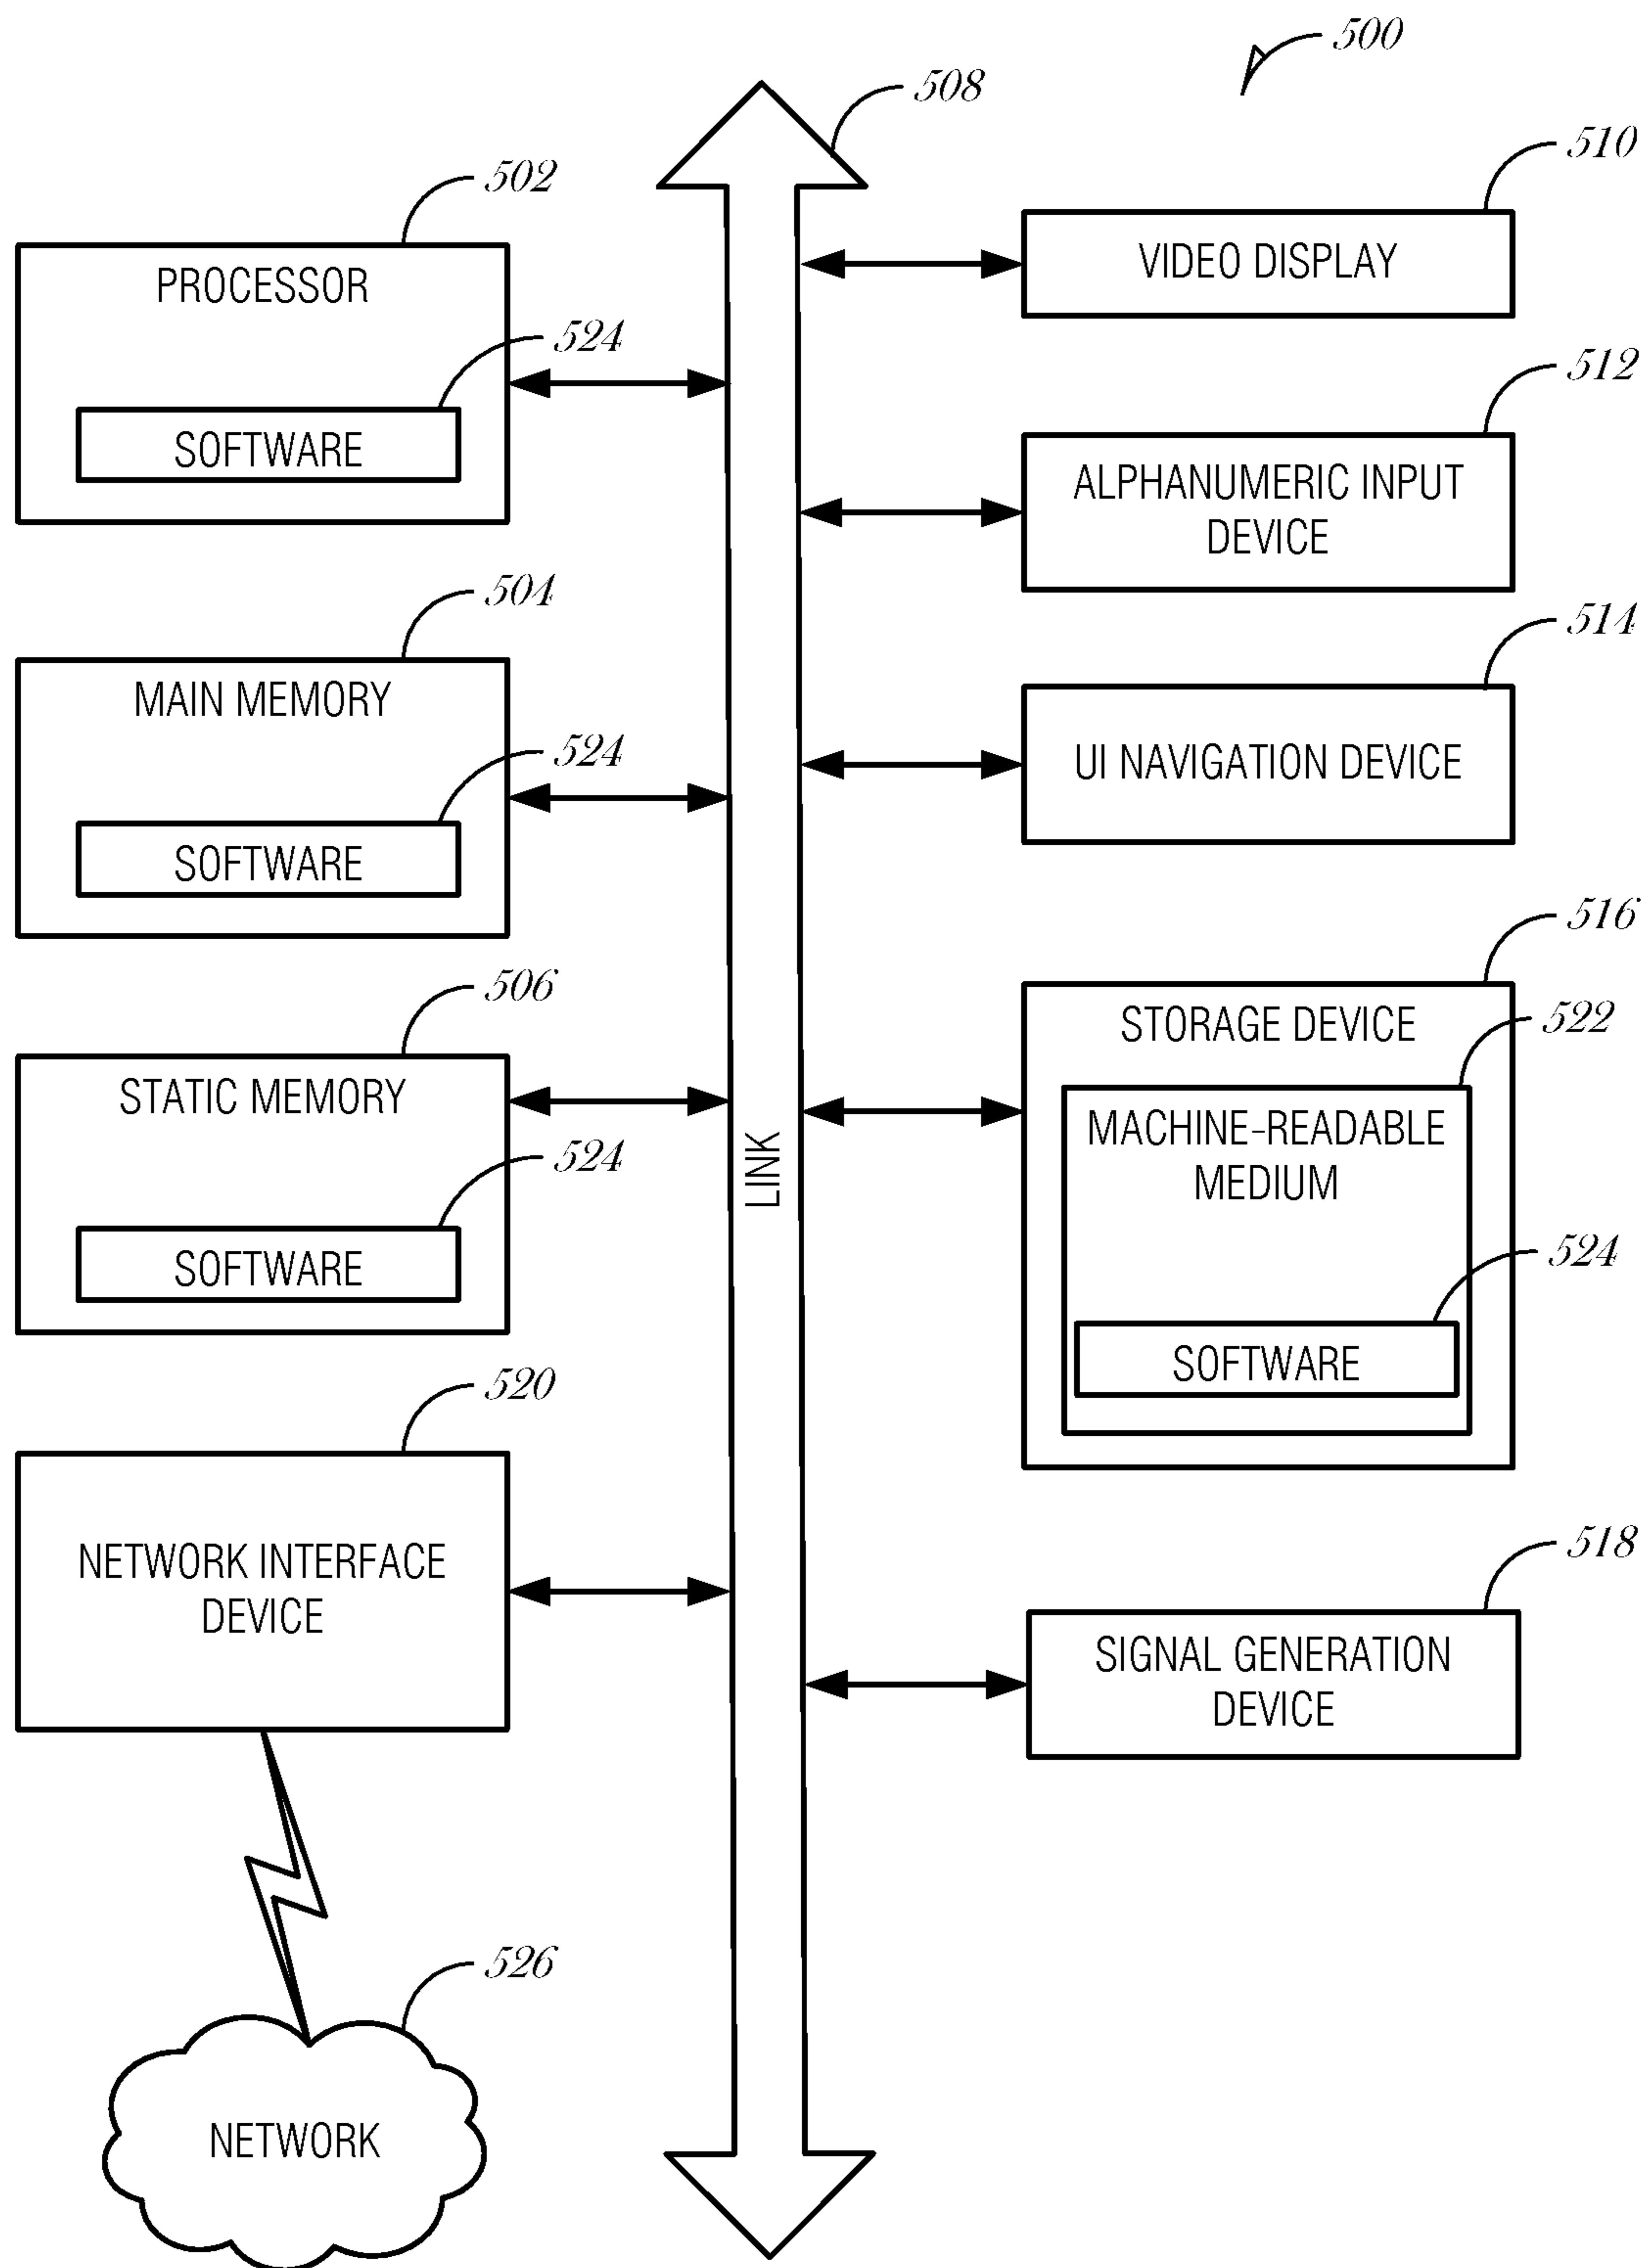 500
508
502
PROCESSOR
524
SOFTWARE
504
MAIN MEMORY
524
SOFTWARE
506
STATIC MEMORY
524
SOFTWARE
520
NETWORK INTERFACE
DEVICE
526
NETWORK
LINK
510
VIDEO DISPLAY
512
ALPHANUMERIC INPUT
DEVICE
514
UI NAVIGATION DEVICE
516
STORAGE DEVICE
522
MACHINE-READABLE
MEDIUM
524
SOFTWARE
518
SIGNAL GENERATION
DEVICE